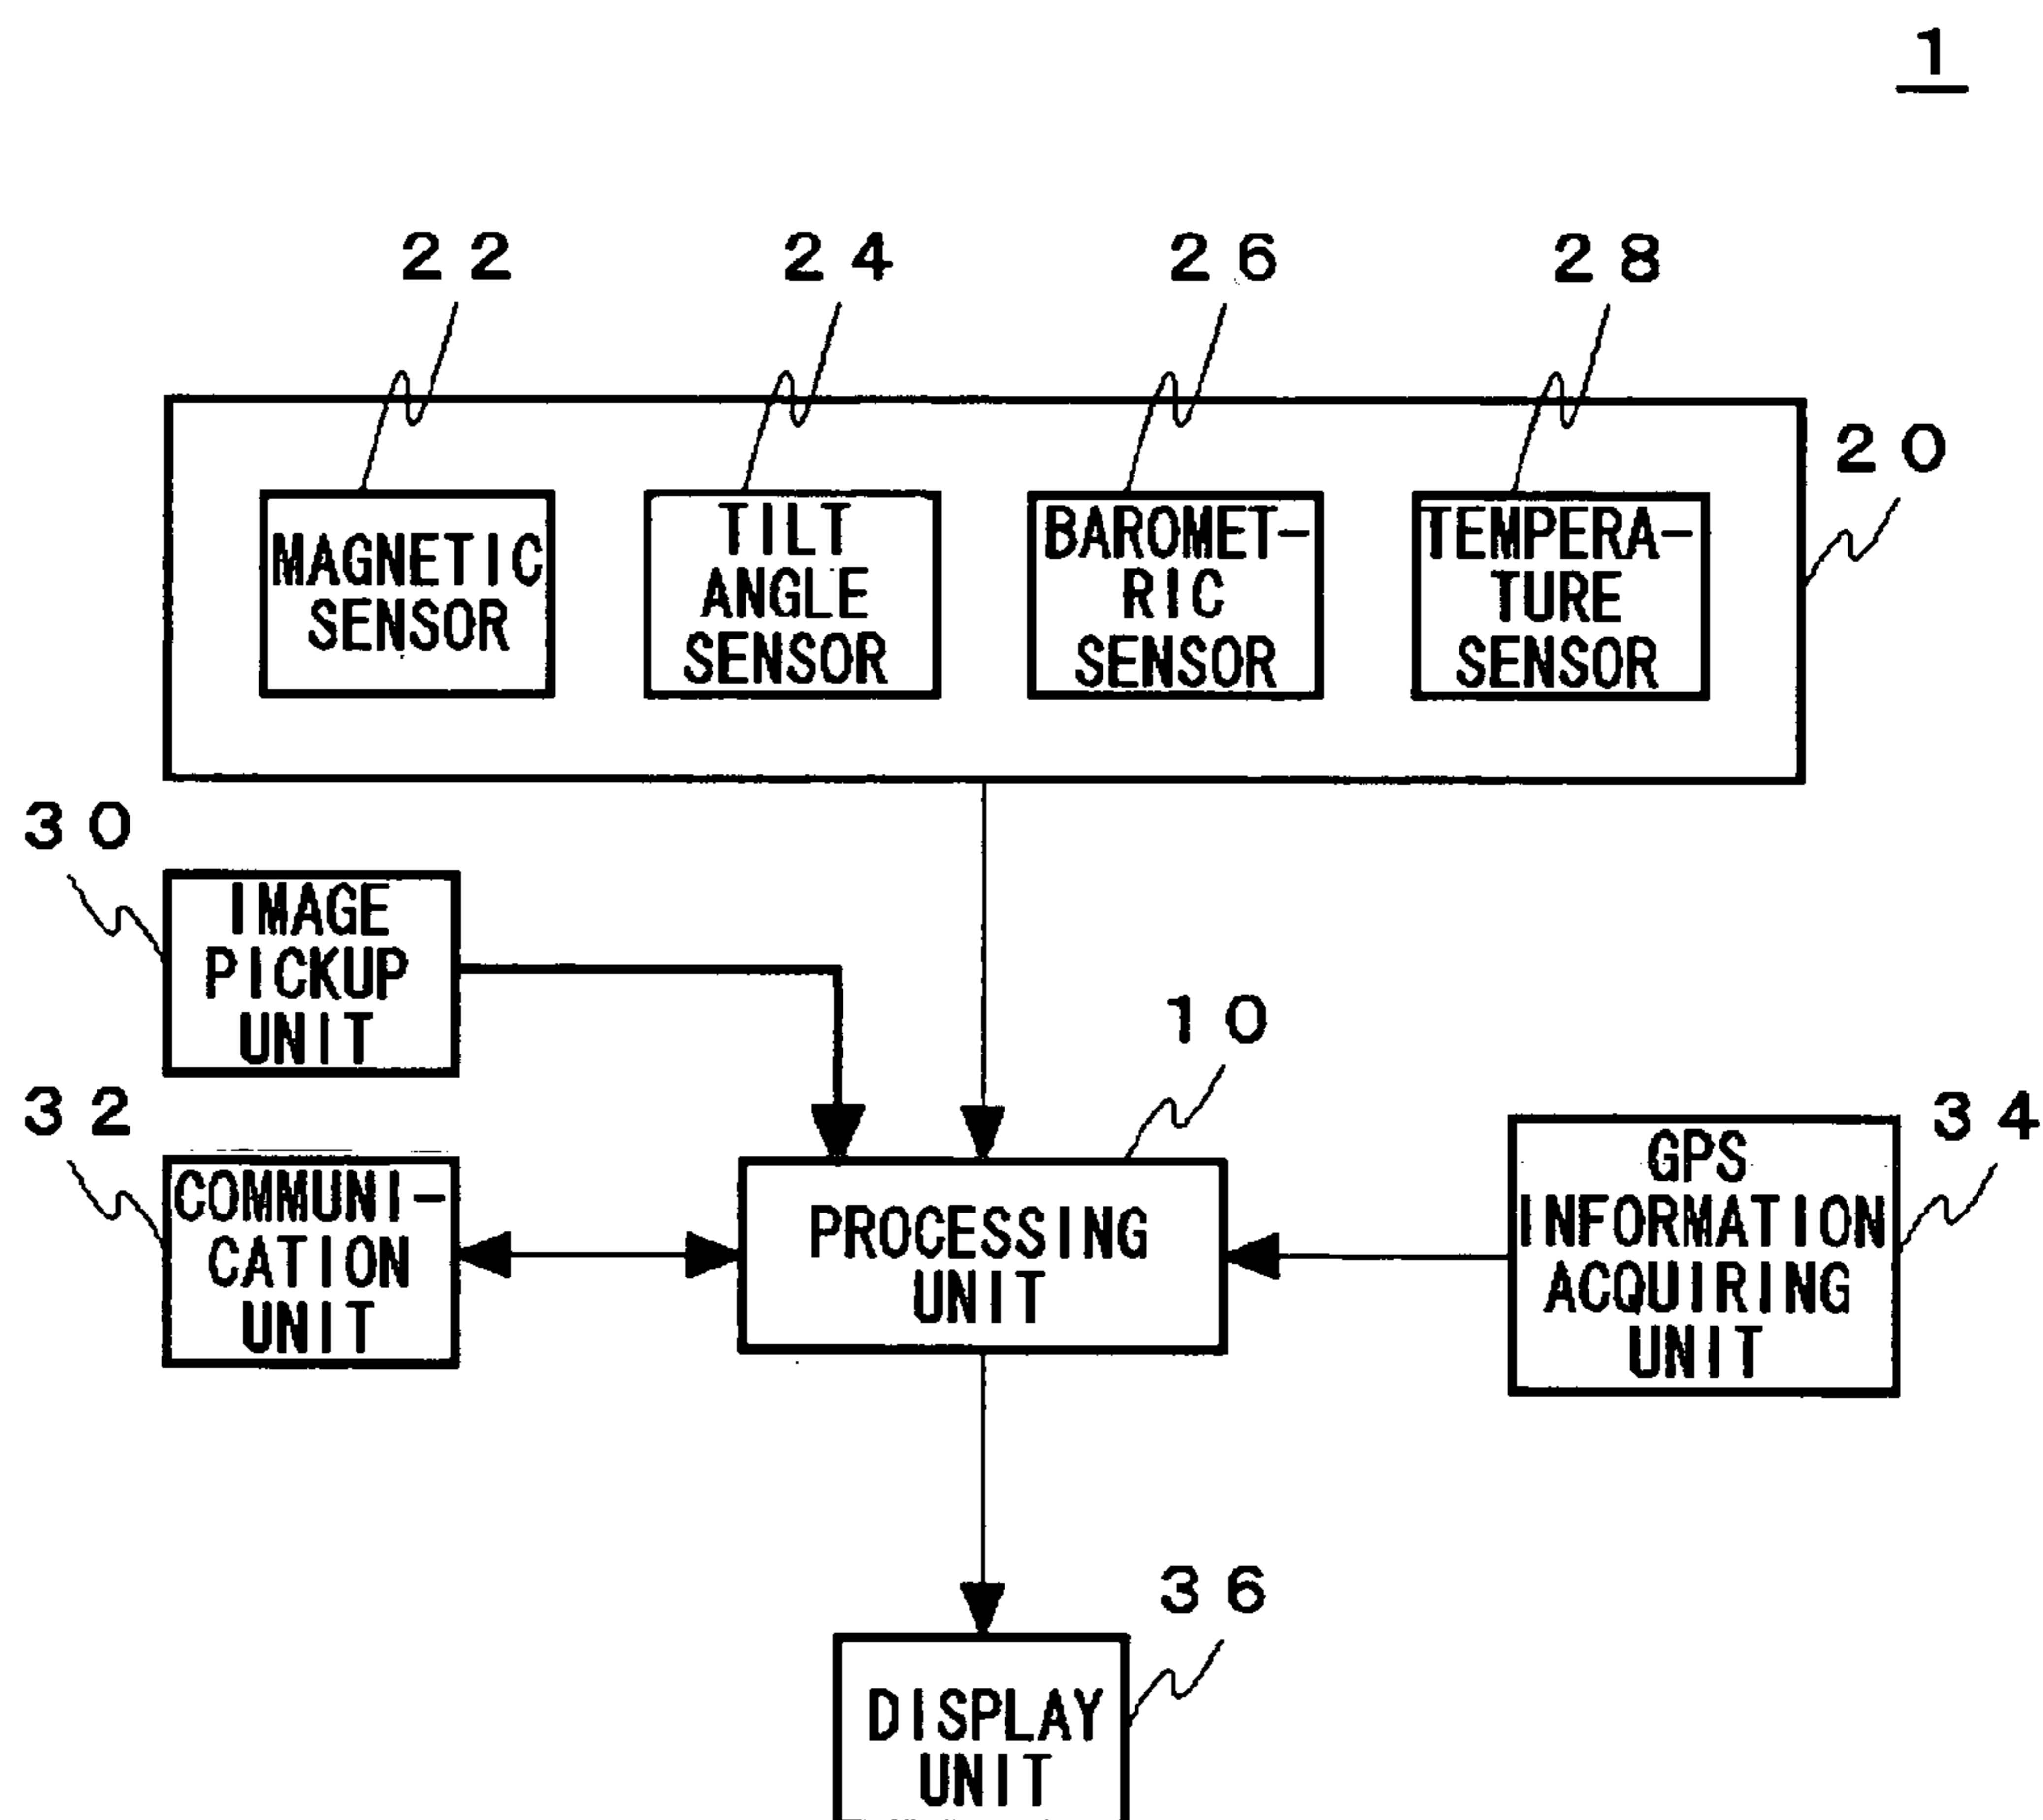 1
22
24
26
28
20
MAGNETIC
SENSOR
TILT
ANGLE
SENSOR
BAROMET-
RIC
SENSOR
TEMPERA-
TURE
SENSOR
30
IMAGE
PICKUP
UNIT
10
32
COMMUNI-
CATION
UNIT
PROCESSING
UNIT
34
GPS
INFORMATION
ACQUIRING
UNIT
36
DISPLAY
UNIT